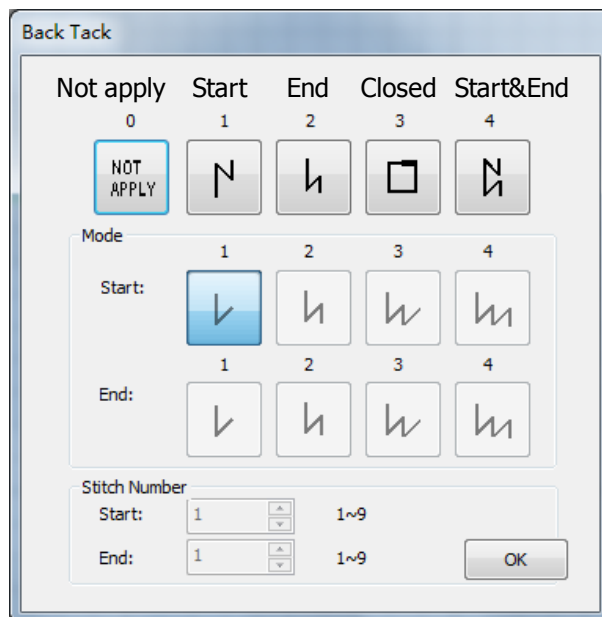 Back Tack
Not apply Start End Closed Start&End
0 1 2 3 4
NOT
APPLY
Mode
1 2 3 4
Start:
1 2 3 4
End:
Stitch Number
Start: 1 1~9
End: 1 1~9
OK